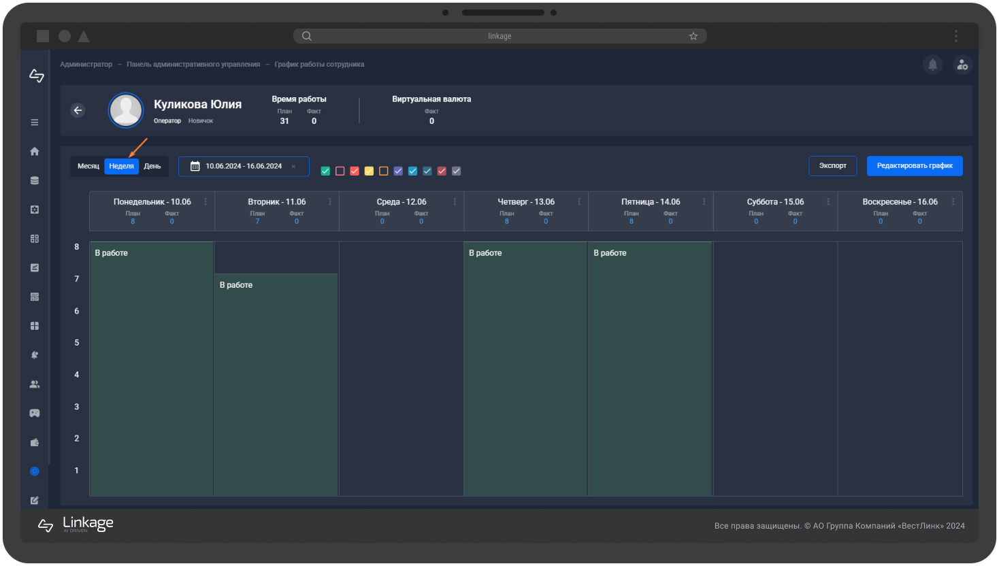 linkage
Администратор – Панель административного управления – График работы сотрудника
Куликова Юлия
Оператор Новичок
Время работы
План Факт
31 0
Виртуальная валюта
Факт
0
Месяц Неделя День
10.06.2024 - 16.06.2024 ×
Экспорт
Редактировать график
Понедельник - 10.06 Вторник - 11.06 Среда - 12.06 Четверг - 13.06 Пятница - 14.06 Суббота - 15.06 Воскресенье - 16.06
План Факт План Факт План Факт План Факт План Факт План Факт План Факт
8 0 7 0 0 0 8 0 8 0 0 0 0 0
8
В работе В работе В работе
7
В работе
6
5
4
3
2
1
Linkage
AI DRIVEN
Все права защищены. © АО Группа Компаний «ВестЛинк» 2024